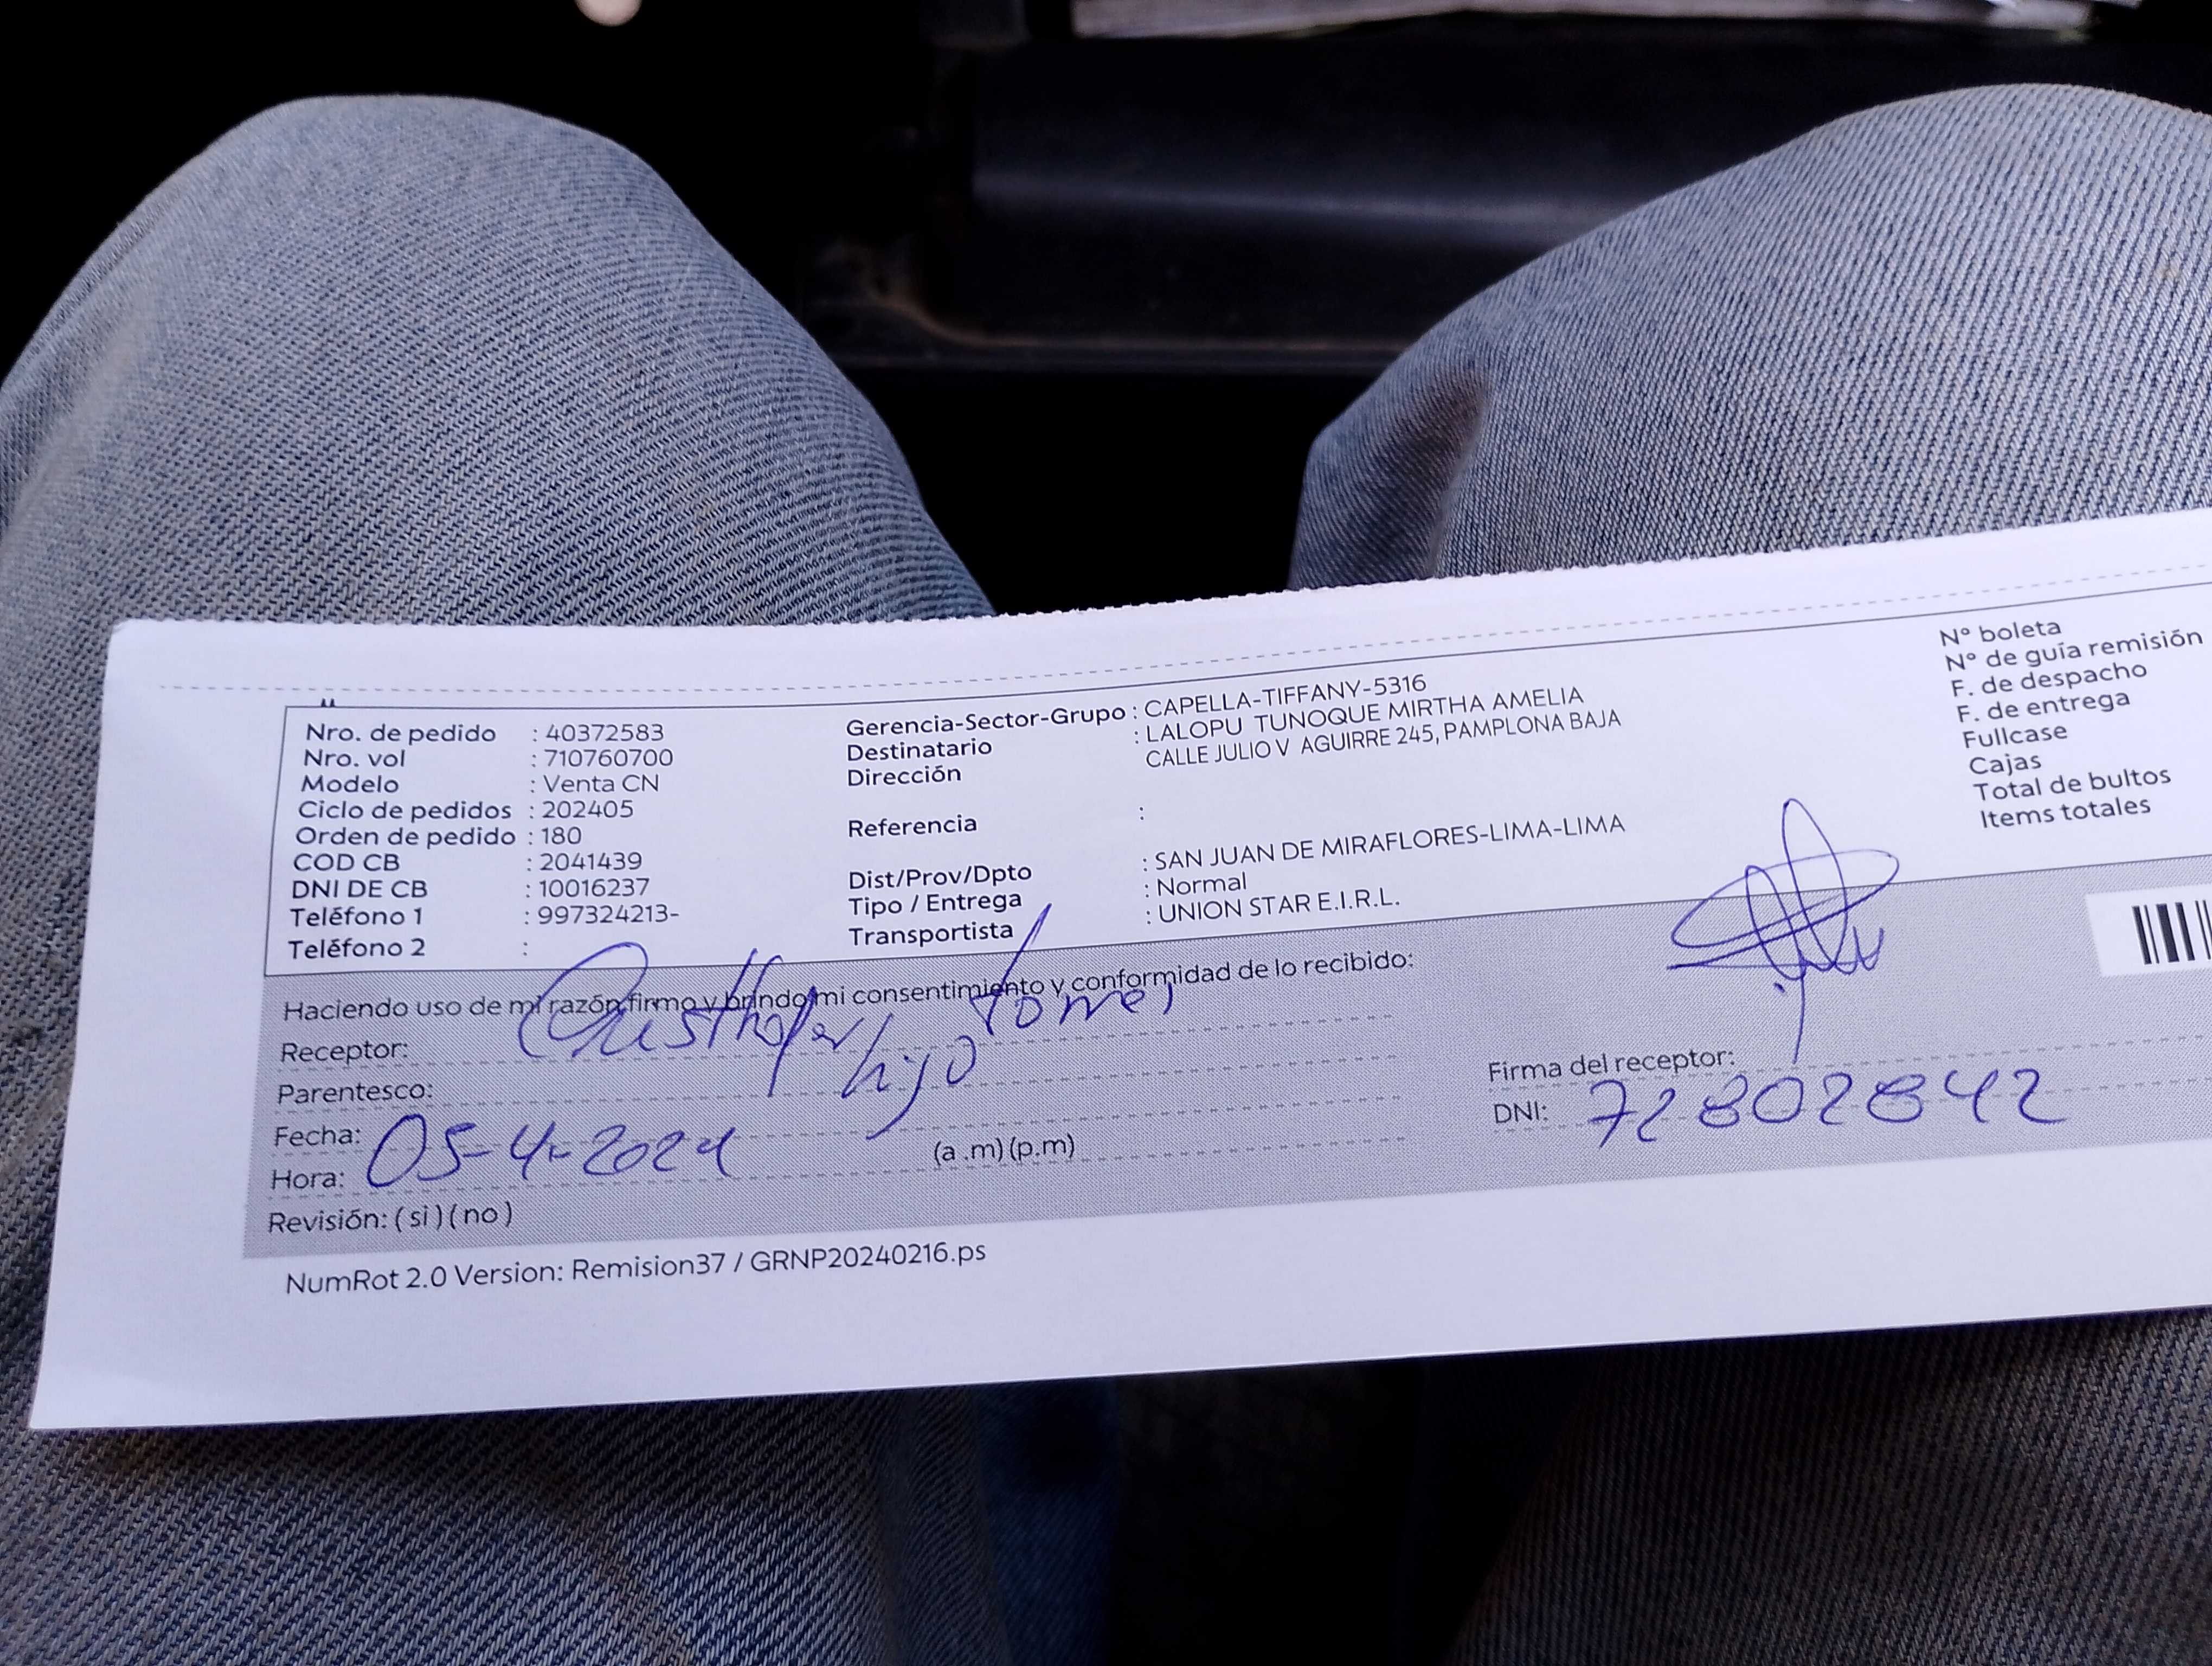 Nro. de pedido : 40372583
Nro. vol : 710760700
Modelo : Venta CN
Ciclo de pedidos : 202405
Orden de pedido : 180
COD CB : 2041439
DNI DE CB : 10016237
Teléfono 1 : 997324213-
Teléfono 2 :
Gerencia-Sector-Grupo : CAPELLA-TIFFANY-5316
Destinatario : LALOPU TUNOQUE MIRTHA AMELIA
Dirección CALLE JULIO V AGUIRRE 245, PAMPLONA BAJA
Referencia :
Dist/Prov/Dpto : SAN JUAN DE MIRAFLORES-LIMA-LIMA
Tipo / Entrega : Normal
Transportista : UNION STAR E.I.R.L.
N° boleta
N° de guía remisión
F. de despacho
F. de entrega
Fullcase
Cajas
Total de bultos
Items totales
Haciendo uso de mi razón firmo y brindo mi consentimiento y conformidad de lo recibido:
Receptor: Torres
Parentesco: hijo
Fecha: 05-4-2024
Hora: (a .m) (p.m)
Revisión: ( si ) ( no )
Firma del receptor:
DNI: 72802842
NumRot 2.0 Version: Remision37 / GRNP20240216.ps